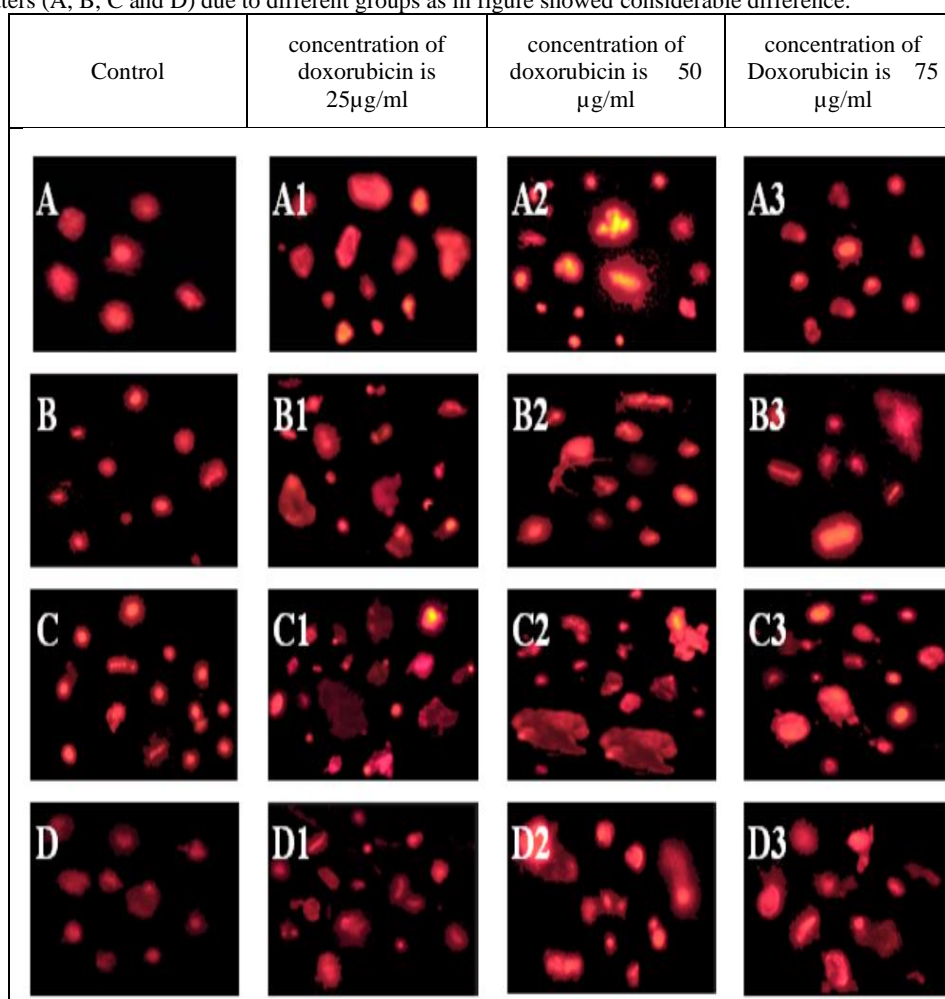 (A, B, C and D) due to different groups as in figure showed considerable difference.
Control
concentration of
doxorubicin is
25µg/ml
concentration of
doxorubicin is 50
µg/ml
concentration of
Doxorubicin is 75
µg/ml
A A1 A2 A3
B B1 B2 B3
C C1 C2 C3
D D1 D2 D3